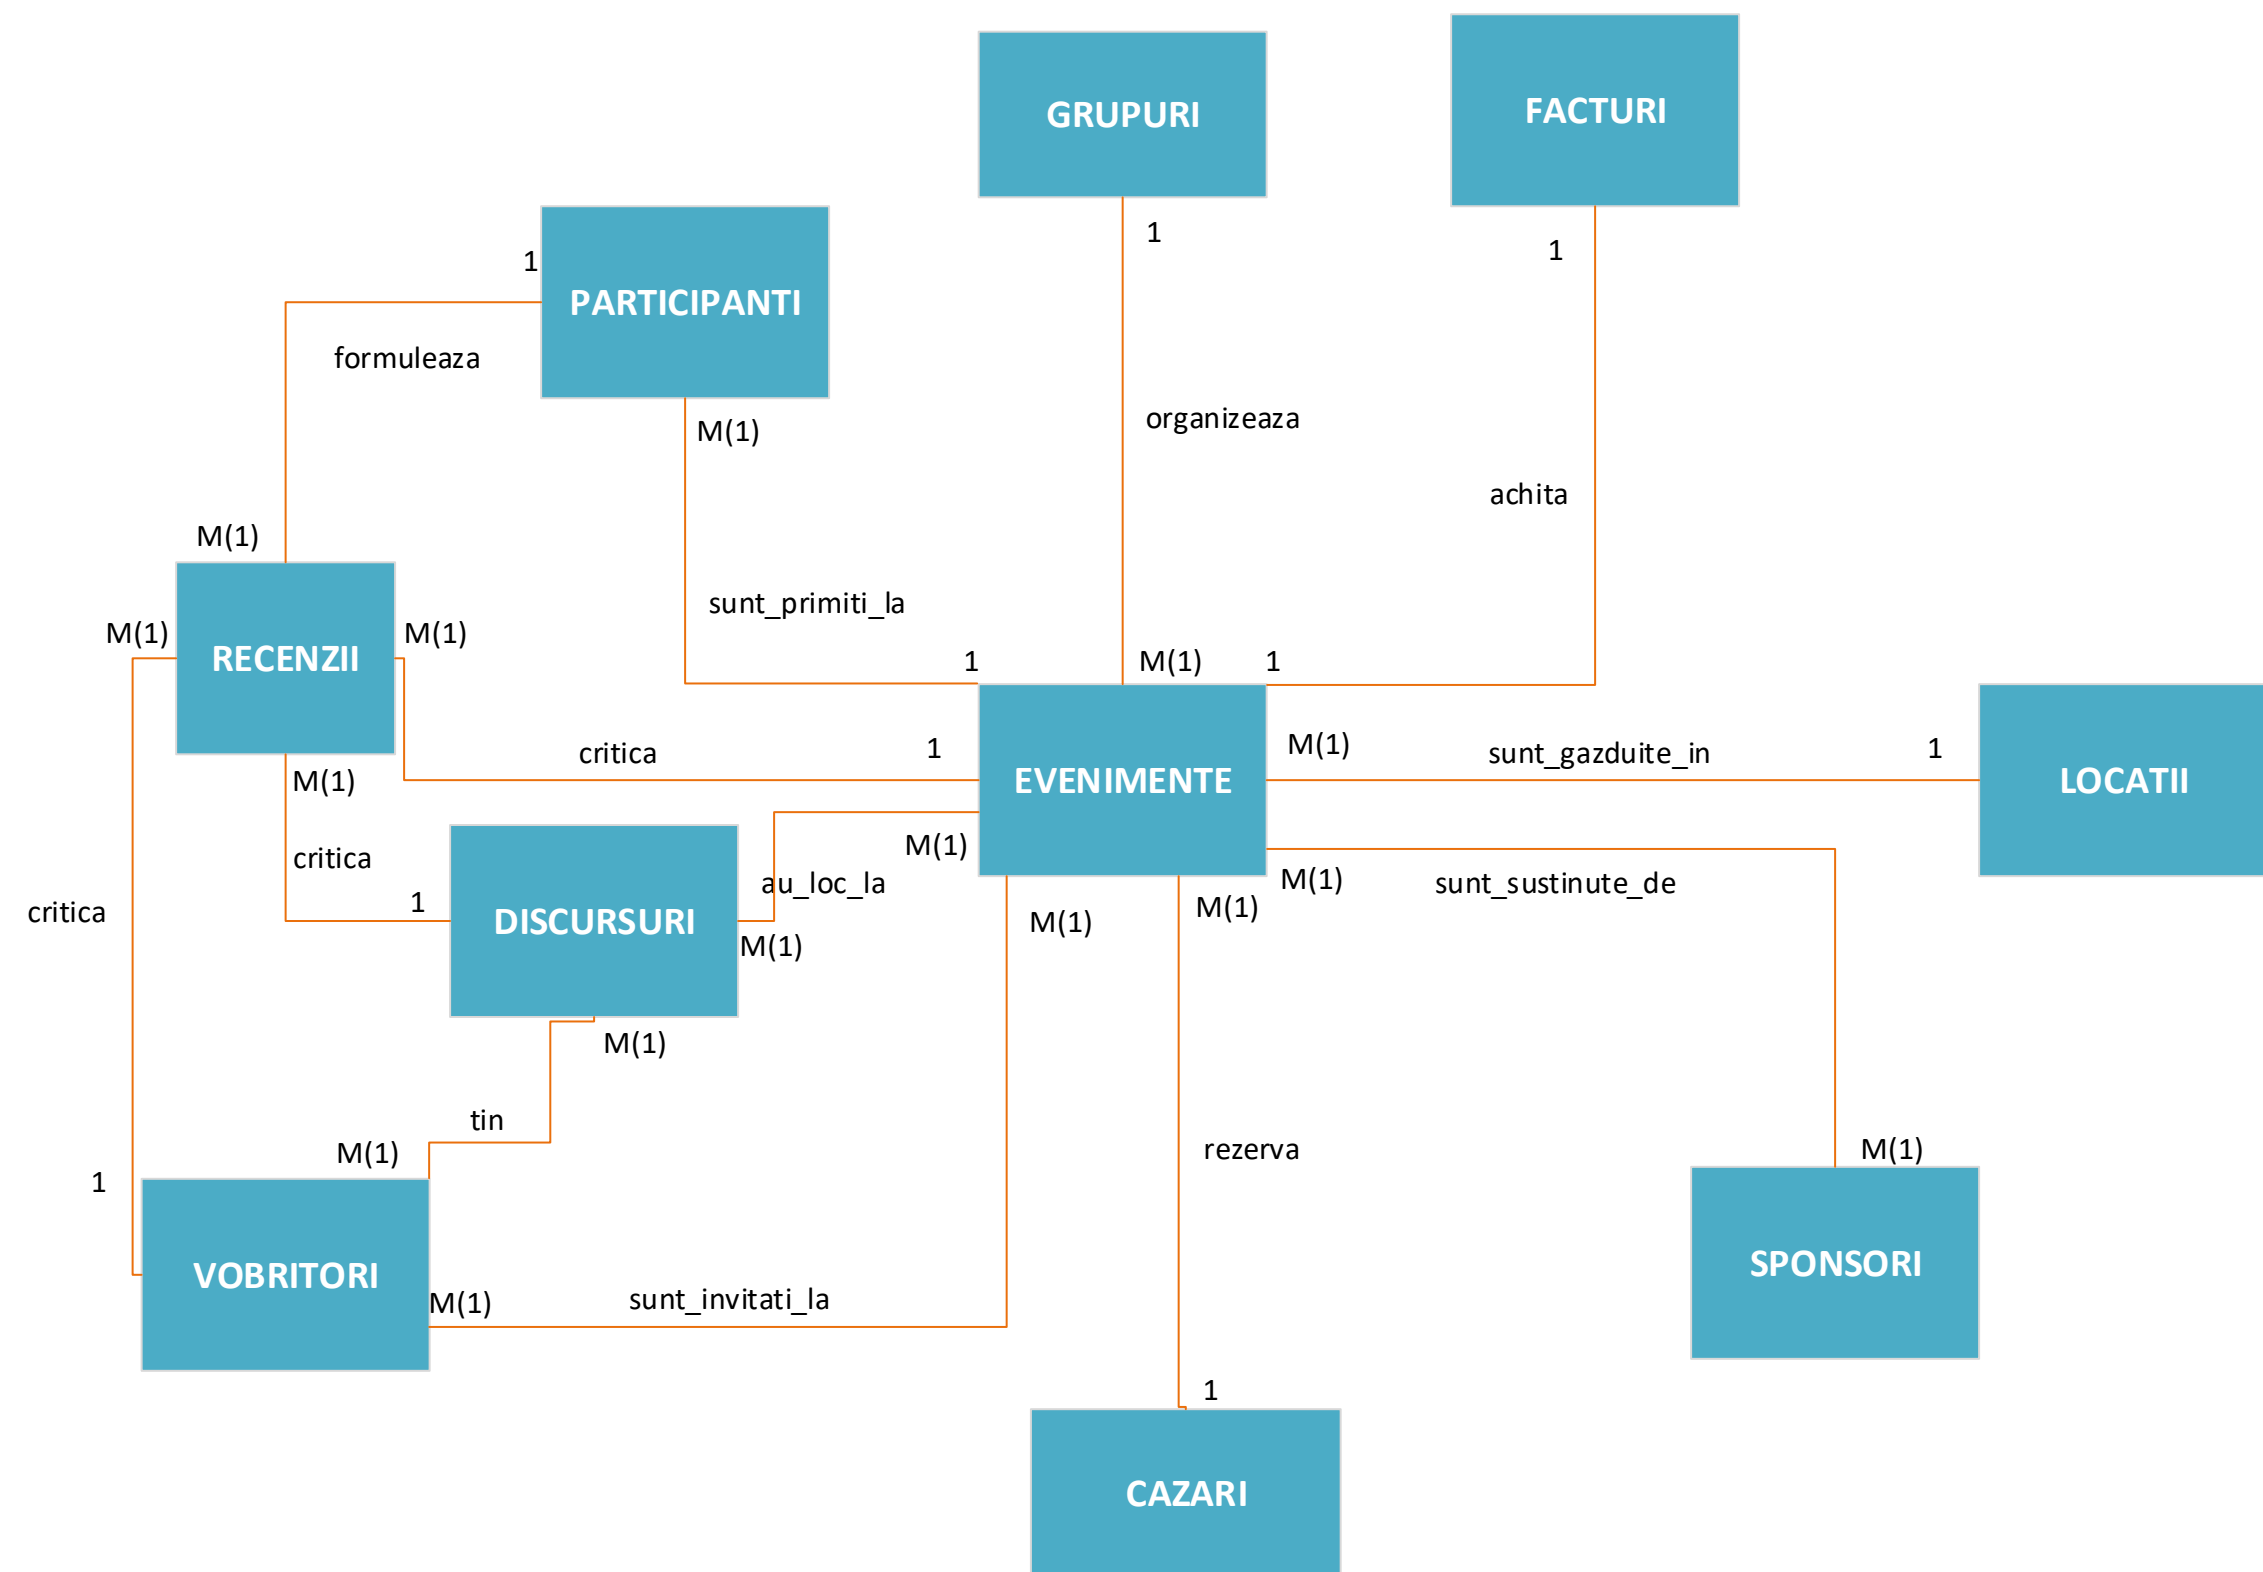 GRUPURI
FACTURI
1
1
1
PARTICIPANTI
formuleaza
organizeaza
M(1)
achita
M(1)
sunt_primiti_la
M(1)
RECENZII
M(1)
1
M(1)
1
critica
1
EVENIMENTE
M(1)
sunt_gazduite_in
1
LOCATII
M(1)
critica
M(1)
au_loc_la
M(1)
sunt_sustinute_de
critica
1
DISCURSURI
M(1)
M(1)
M(1)
M(1)
tin
M(1)
rezerva
M(1)
1
VOBRITORI
M(1)
sunt_invitati_la
SPONSORI
1
CAZARI